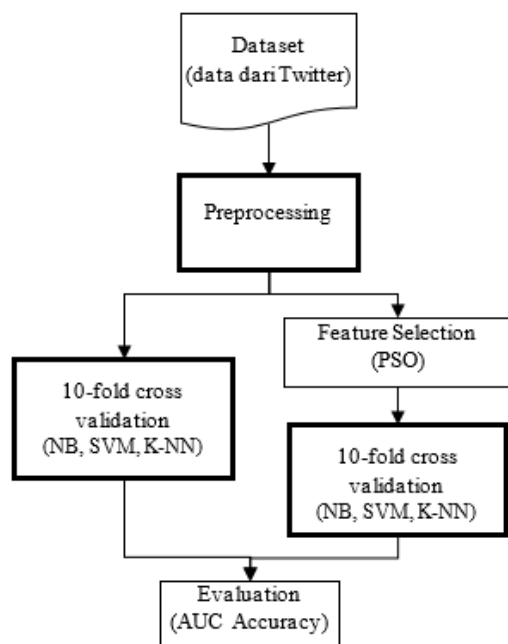 Dataset
(data dari Twitter)
Preprocessing
Feature Selection
(PSO)
10-fold cross
validation
(NB, SVM, K-NN)
10-fold cross
validation
(NB, SVM, K-NN)
Evaluation
(AUC Accuracy)